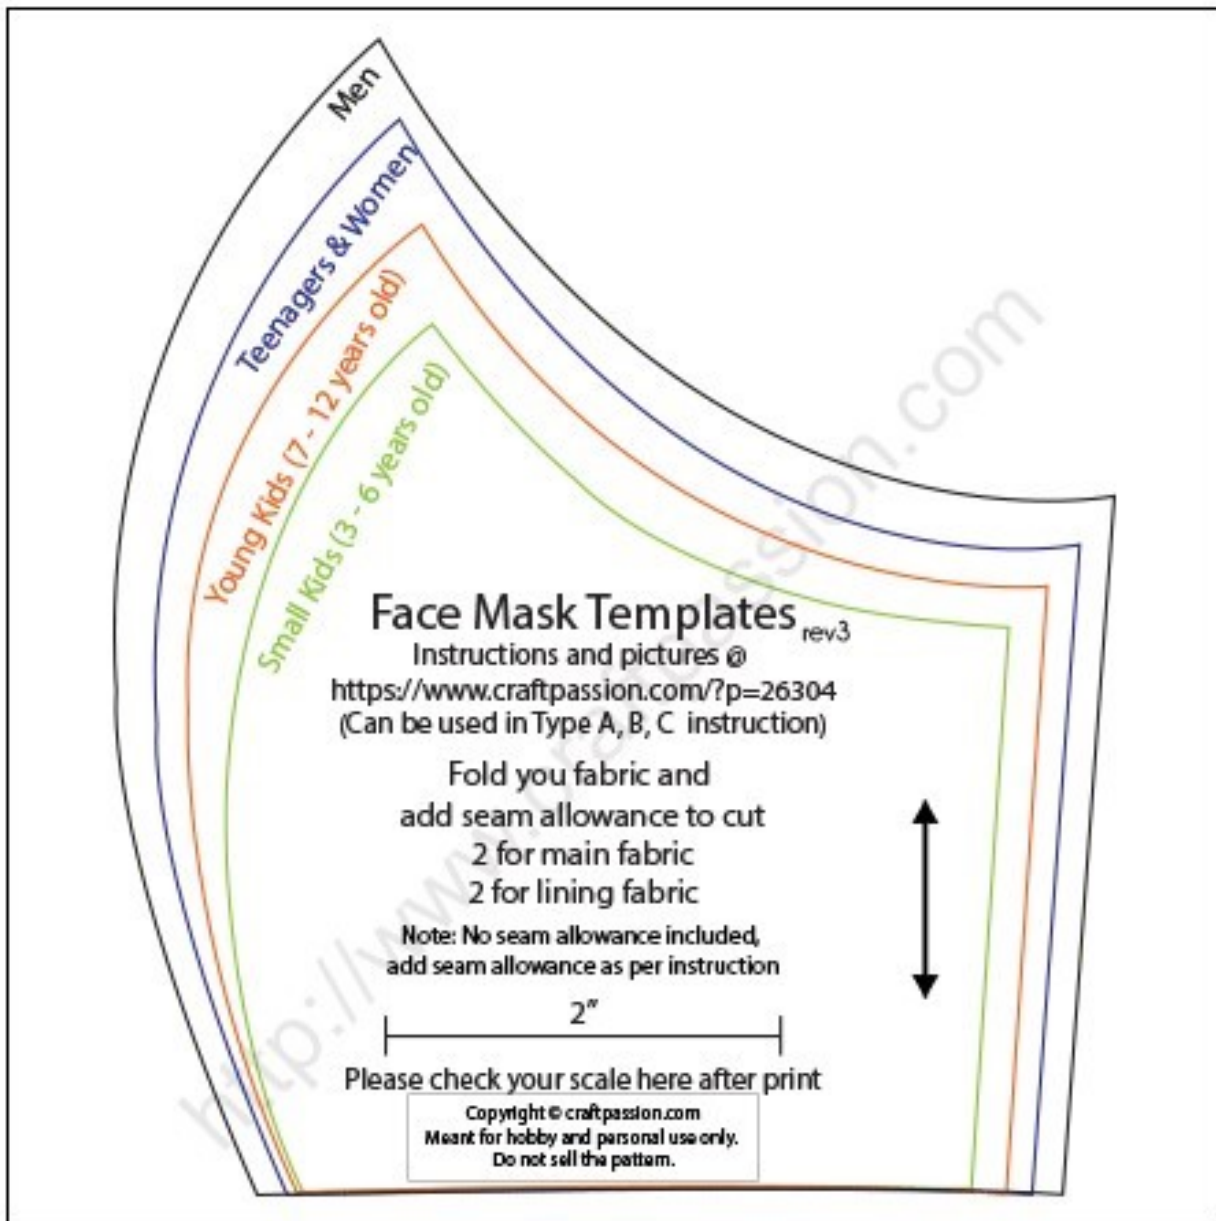 Men
Teenagers & Women
Young Kids (7 - 12 years old)
Small Kids (3 - 6 years old)
Face Mask Templates rev3
Instructions and pictures @
https://www.craftpassion.com/?p=26304
(Can be used in Type A, B, C instruction)
Fold you fabric and
add seam allowance to cut
2 for main fabric
2 for lining fabric
Note: No seam allowance included,
add seam allowance as per instruction
2"
Please check your scale here after print
Copyright © craftpassion.com
Meant for hobby and personal use only.
Do not sell the pattern.
http://www.craftpassion.com